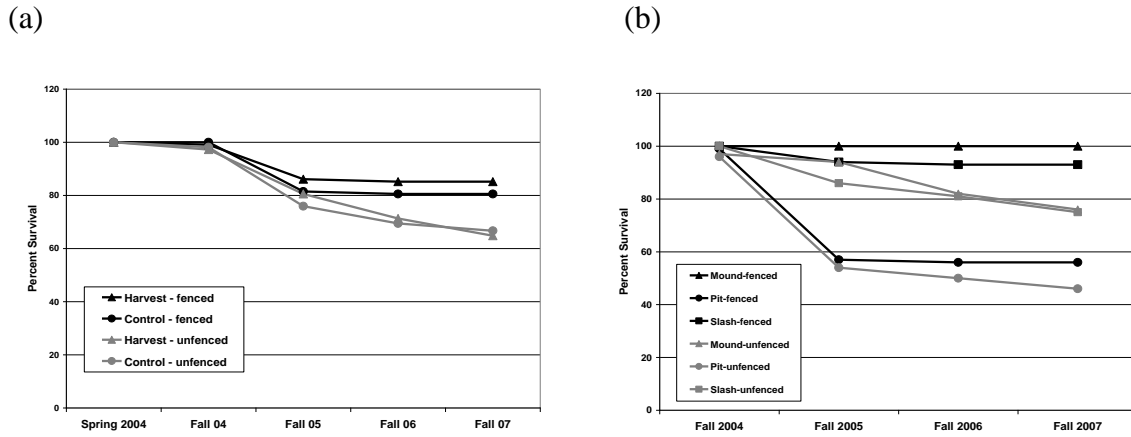 (a)
(b)
Percent Survival
120
100
80
60
40
20
0
Harvest - fenced
Control - fenced
Harvest - unfenced
Control - unfenced
Spring 2004 Fall 04 Fall 05 Fall 06 Fall 07
Percent Survival
120
100
80
60
40
20
0
Mound-fenced
Pit-fenced
Slash-fenced
Mound-unfenced
Pit-unfenced
Slash-unfenced
Fall 2004 Fall 2005 Fall 2006 Fall 2007